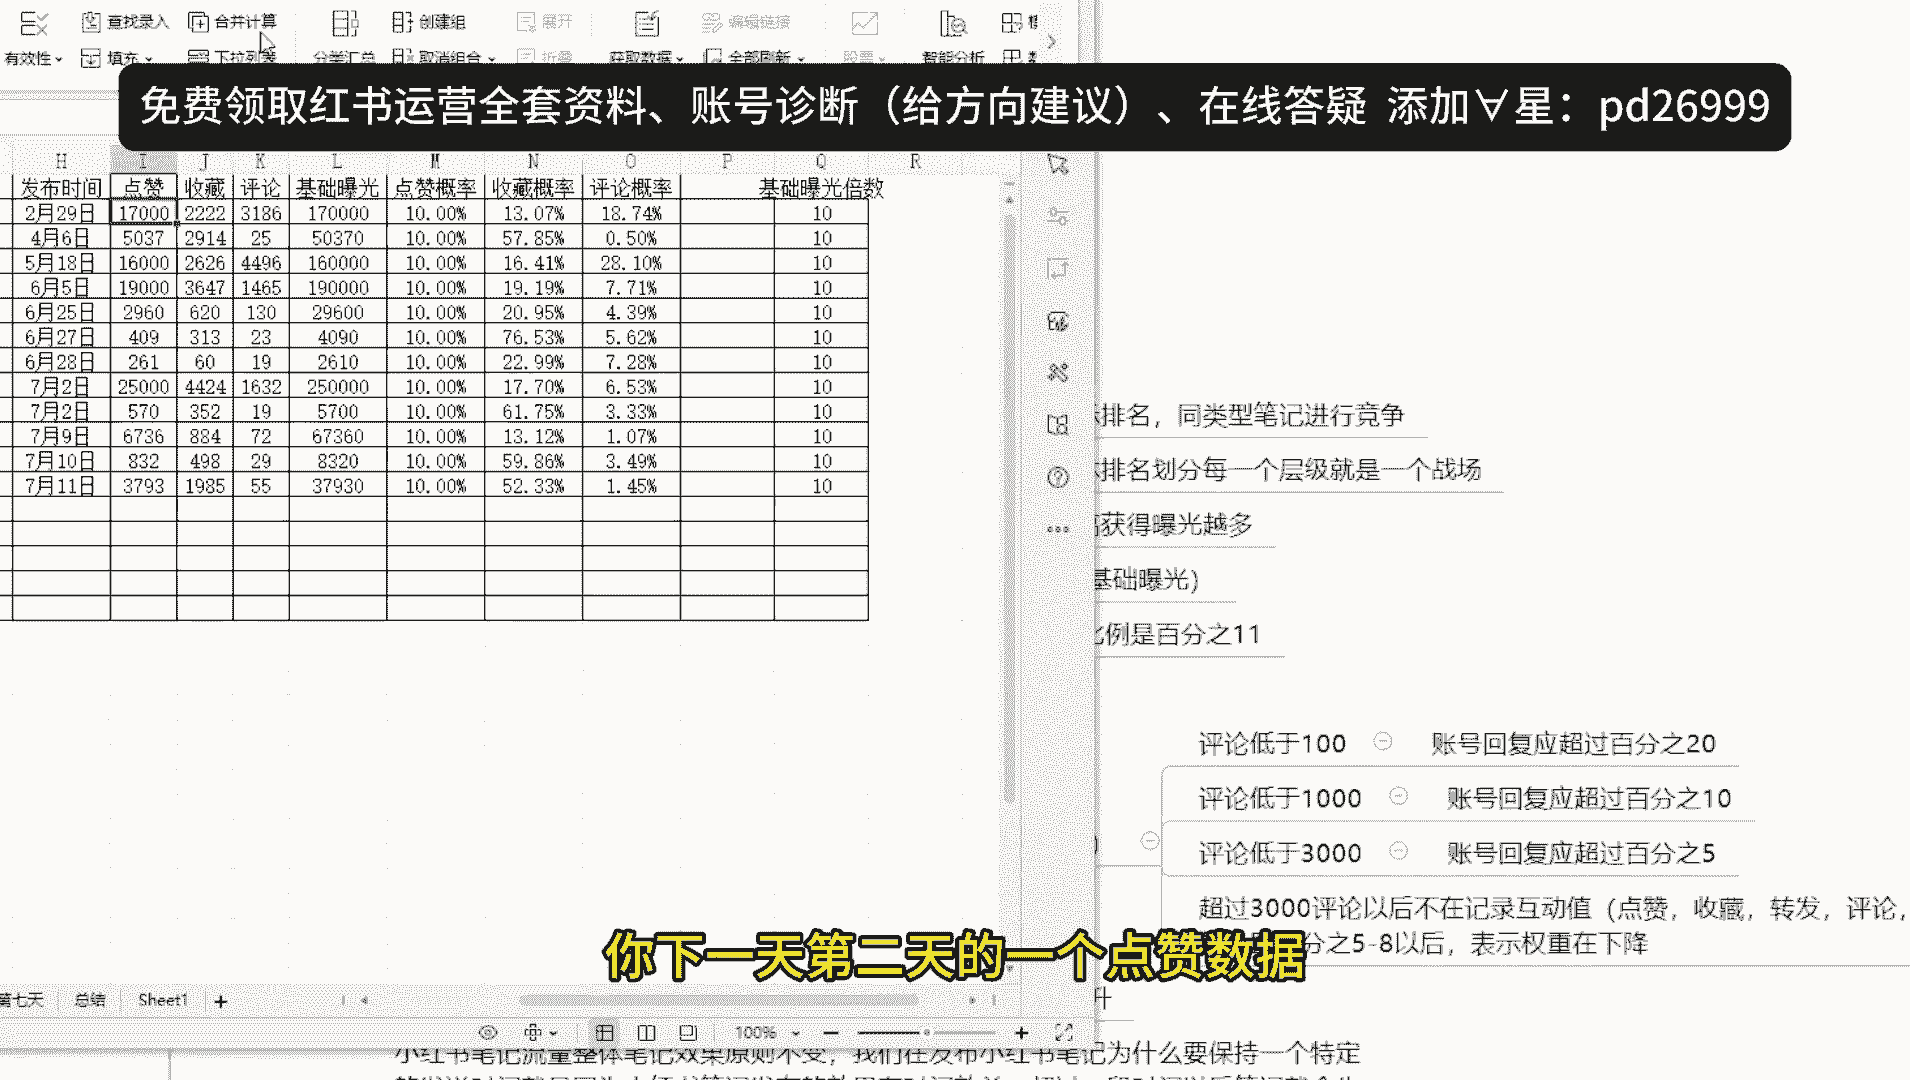 查找录入 合并计算 创建组 展开 编辑链接
有效性 填充 下拉列表 分类汇总 取消组合 折叠 获取数据 全部刷新 股票 智能分析
免费领取红书运营全套资料、账号诊断（给方向建议）、在线答疑 添加∀星：pd26999
H I J K L M N O P Q R
发布时间 点赞 收藏 评论 基础曝光 点赞概率 收藏概率 评论概率 基础曝光倍数
2月29日 17000 2222 3186 170000 10.00% 13.07% 18.74% 10
4月6日 5037 2914 25 50370 10.00% 57.85% 0.50% 10
5月18日 16000 2626 4496 160000 10.00% 16.41% 28.10% 10
6月5日 19000 3647 1465 190000 10.00% 19.19% 7.71% 10
6月25日 2960 620 130 29600 10.00% 20.95% 4.39% 10
6月27日 409 313 23 4090 10.00% 76.53% 5.62% 10
6月28日 261 60 19 2610 10.00% 22.99% 7.28% 10
7月2日 25000 4424 1632 250000 10.00% 17.70% 6.53% 10
7月2日 570 352 19 5700 10.00% 61.75% 3.33% 10
7月9日 6736 884 72 67360 10.00% 13.12% 1.07% 10
7月10日 832 498 29 8320 10.00% 59.86% 3.49% 10
7月11日 3793 1985 55 37930 10.00% 52.33% 1.45% 10
排名，同类型笔记进行竞争
排名划分每一个层级就是一个战场
获得曝光越多
基础曝光)
例是百分之11
评论低于100 账号回复应超过百分之20
评论低于1000 账号回复应超过百分之10
评论低于3000 账号回复应超过百分之5
超过3000评论以后不在记录互动值（点赞，收藏，转发，评论，
分之5-8以后，表示权重在下降
你下一天第二天的一个点赞数据
第七天 总结 Sheet1 +
升
100%
小红书笔记流量整体笔记效果原则不变，我们在发布小红书笔记为什么要保持一个特定